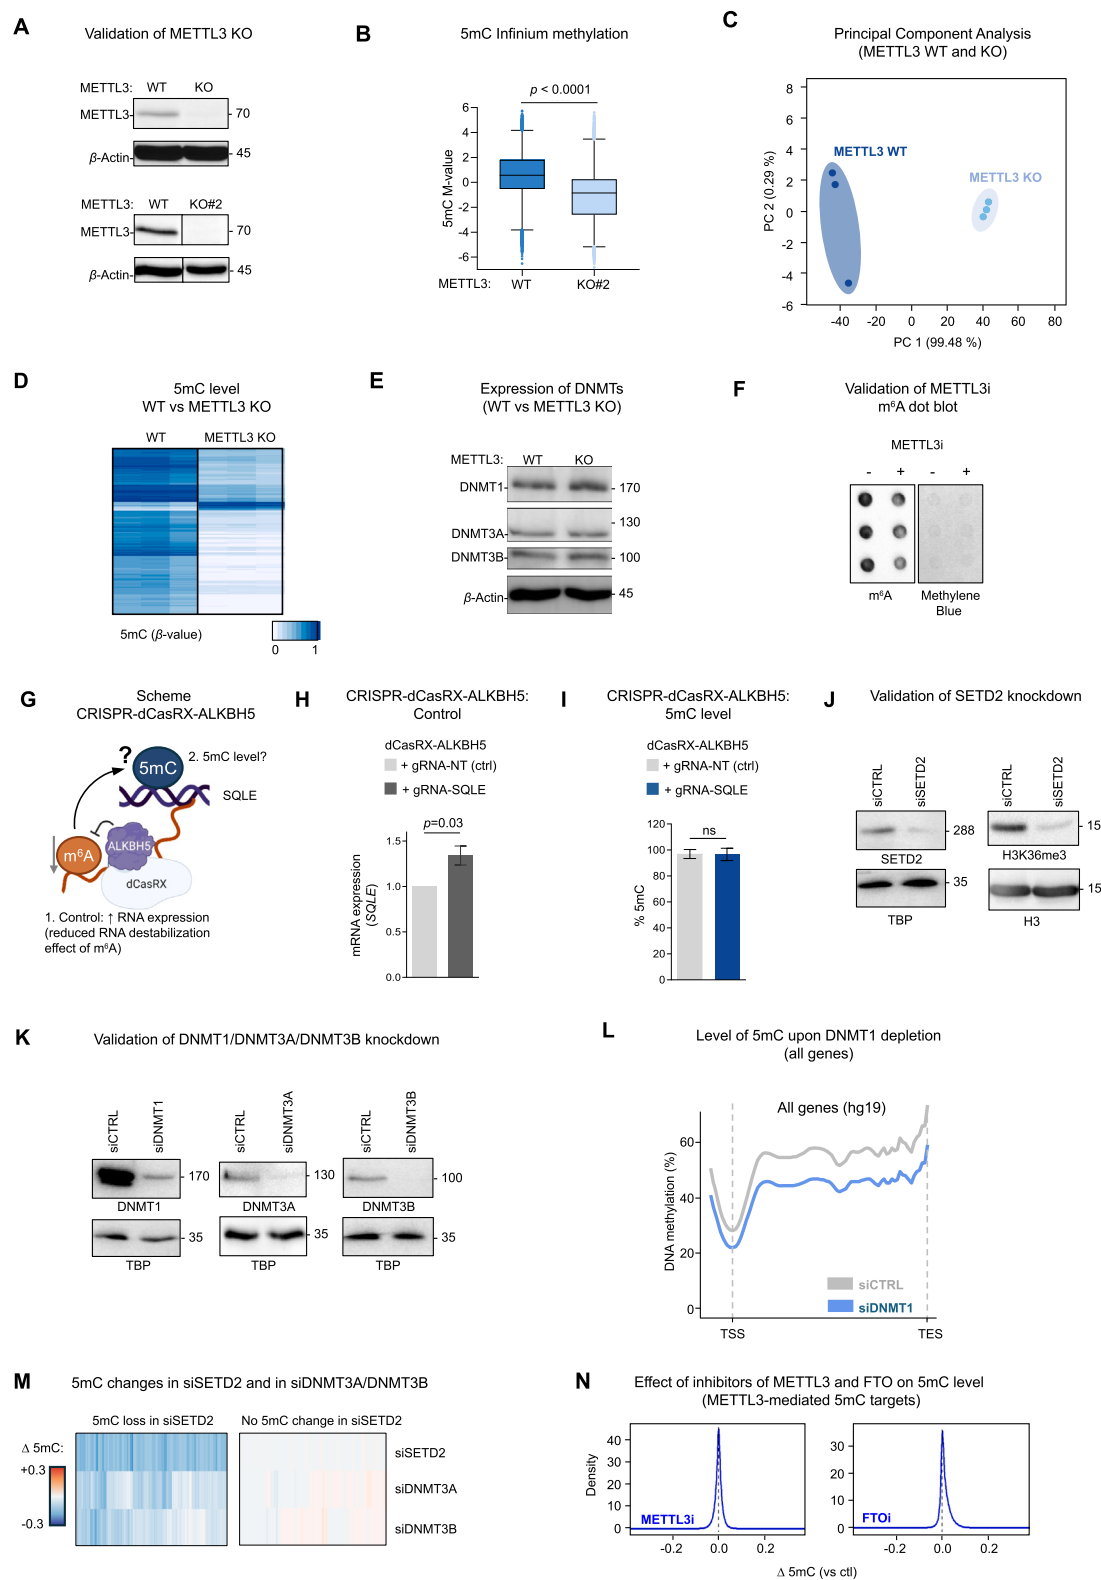 A
Validation of METTL3 KO
METTL3: WT KO
METTL3- - 70
β-Actin- - 45
METTL3: WT KO#2
METTL3- - 70
β-Actin- - 45
B
5mC Infinium methylation
p < 0.0001
5mC M-value
6
4
2
0
-2
-4
-6
METTL3: WT KO#2
C
Principal Component Analysis
(METTL3 WT and KO)
PC 2 (0.29 %)
8
6
4
2
0
-2
-4
-6
METTL3 WT
METTL3 KO
-40 -20 0 20 40 60 80
PC 1 (99.48 %)
D
5mC level
WT vs METTL3 KO
WT METTL3 KO
5mC (β-value)
0 1
E
Expression of DNMTs
(WT vs METTL3 KO)
METTL3: WT KO
DNMT1- - 170
- 130
DNMT3A-
DNMT3B- - 100
β-Actin- - 45
F
Validation of METTL3i
m⁶A dot blot
METTL3i
- + - +
m⁶A Methylene
Blue
G
Scheme
CRISPR-dCasRX-ALKBH5
?
5mC
2. 5mC level?
SQLE
ALKBH5
m⁶A
dCasRX
1. Control: ↑ RNA expression
(reduced RNA destabilization
effect of m⁶A)
H
CRISPR-dCasRX-ALKBH5:
Control
dCasRX-ALKBH5
+ gRNA-NT (ctrl)
+ gRNA-SQLE
p=0.03
mRNA expression
(SQLE)
1.5
1.0
0.5
0.0
I
CRISPR-dCasRX-ALKBH5:
5mC level
dCasRX-ALKBH5
+ gRNA-NT (ctrl)
+ gRNA-SQLE
ns
% 5mC
120
100
80
60
40
20
0
J
Validation of SETD2 knockdown
siCTRL siSETD2
- 288
SETD2
- 35
TBP
siCTRL siSETD2
15
H3K36me3
15
H3
K
Validation of DNMT1/DNMT3A/DNMT3B knockdown
siCTRL siDNMT1
- 170
DNMT1
- 35
TBP
siCTRL siDNMT3A
- 130
DNMT3A
- 35
TBP
siCTRL siDNMT3B
- 100
DNMT3B
- 35
TBP
L
Level of 5mC upon DNMT1 depletion
(all genes)
All genes (hg19)
DNA methylation (%)
60
40
20
0
siCTRL
siDNMT1
TSS TES
M
5mC changes in siSETD2 and in siDNMT3A/DNMT3B
5mC loss in siSETD2 No 5mC change in siSETD2
Δ 5mC:
+0.3
-0.3
siSETD2
siDNMT3A
siDNMT3B
N
Effect of inhibitors of METTL3 and FTO on 5mC level
(METTL3-mediated 5mC targets)
Density
40
30
20
10
0
METTL3i
-0.2 0.0 0.2
30
20
10
0
FTOi
-0.2 0.0 0.2
Δ 5mC (vs ctl)